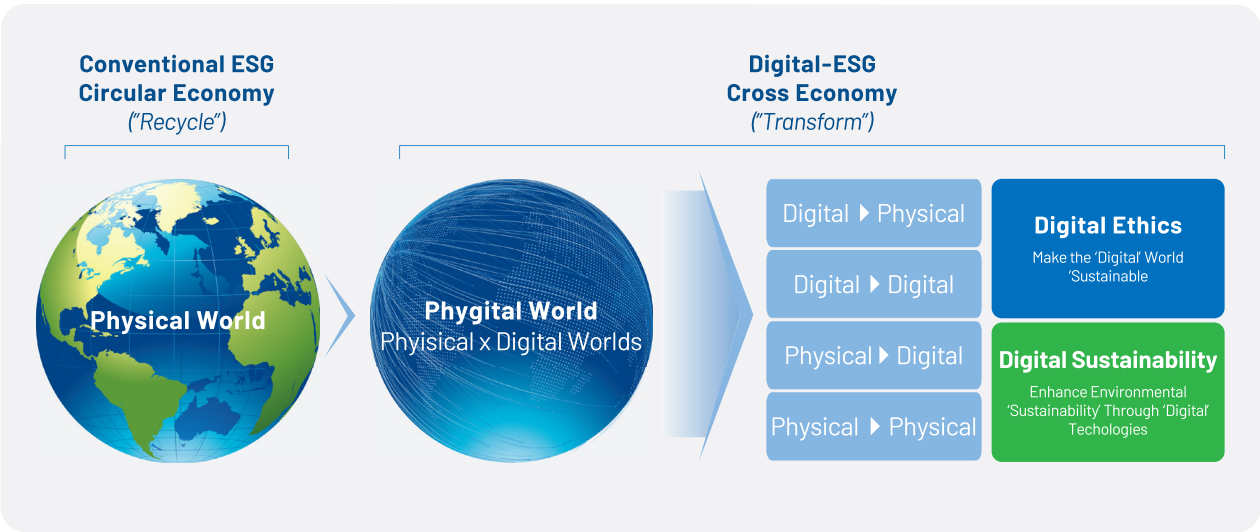 Conventional ESG
Circular Economy
("Recycle")
Digital-ESG
Cross Economy
("Transform")
Physical World
Phygital World
Phyisical x Digital Worlds
Digital ▶ Physical
Digital ▶ Digital
Physical ▶ Digital
Physical ▶ Physical
Digital Ethics
Make the ‘Digital’ World
‘Sustainable
Digital Sustainability
Enhance Environmental
‘Sustainability’ Through ‘Digital’
Techologies